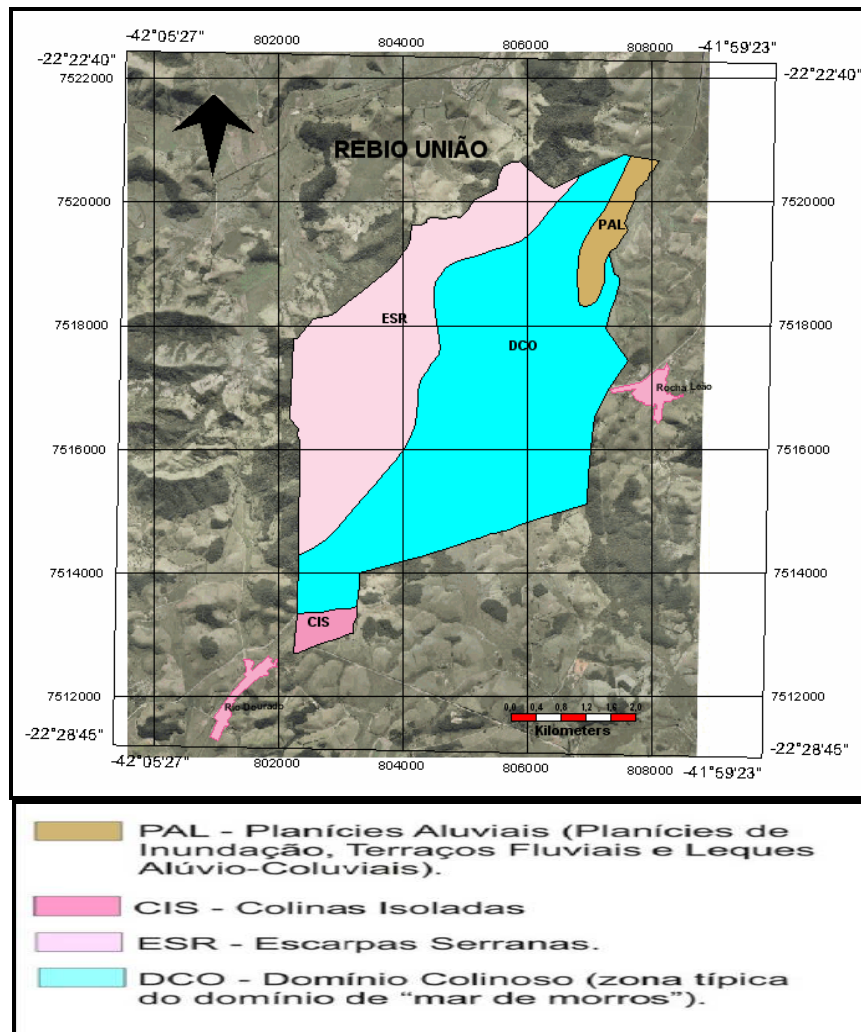 -42°05'27"
802000
804000
806000
808000
-41°59'23"
-22°22'40"
-22°22'40"
7522000
7522000
REBIO UNIÃO
7520000
7520000
PAL
ESR
7518000
7518000
DCO
Rocha Leão
7516000
7516000
7514000
7514000
CIS
7512000
7512000
Rio Dourado
0,0 0,4 0,8 1,2 1,6 2,0
Kilometers
-22°28'45"
-22°28'45"
-42°05'27"
802000
804000
806000
808000
-41°59'23"
PAL - Planícies Aluviais (Planícies de
Inundação, Terraços Fluviais e Leques
Alúvio-Coluviais).
CIS - Colinas Isoladas
ESR - Escarpas Serranas.
DCO - Domínio Colinoso (zona típica
do domínio de “mar de morros”).